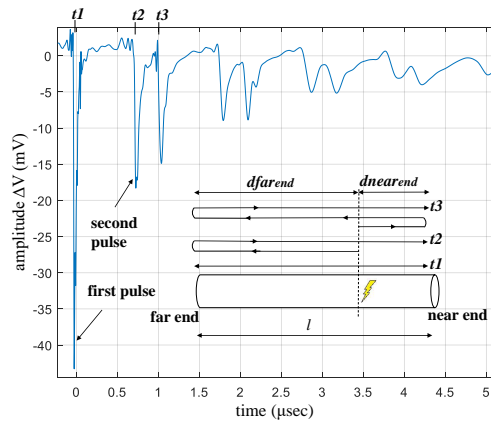 t1 t2 t3
0
-5
-10
-15
-20
-25
-30
-35
-40
amplitude ΔV (mV)
second
pulse
first pulse
dfarend dnearend
t3
t2
t1
far end
near end
l
0 0.5 1 1.5 2 2.5 3 3.5 4 4.5 5
time (μsec)